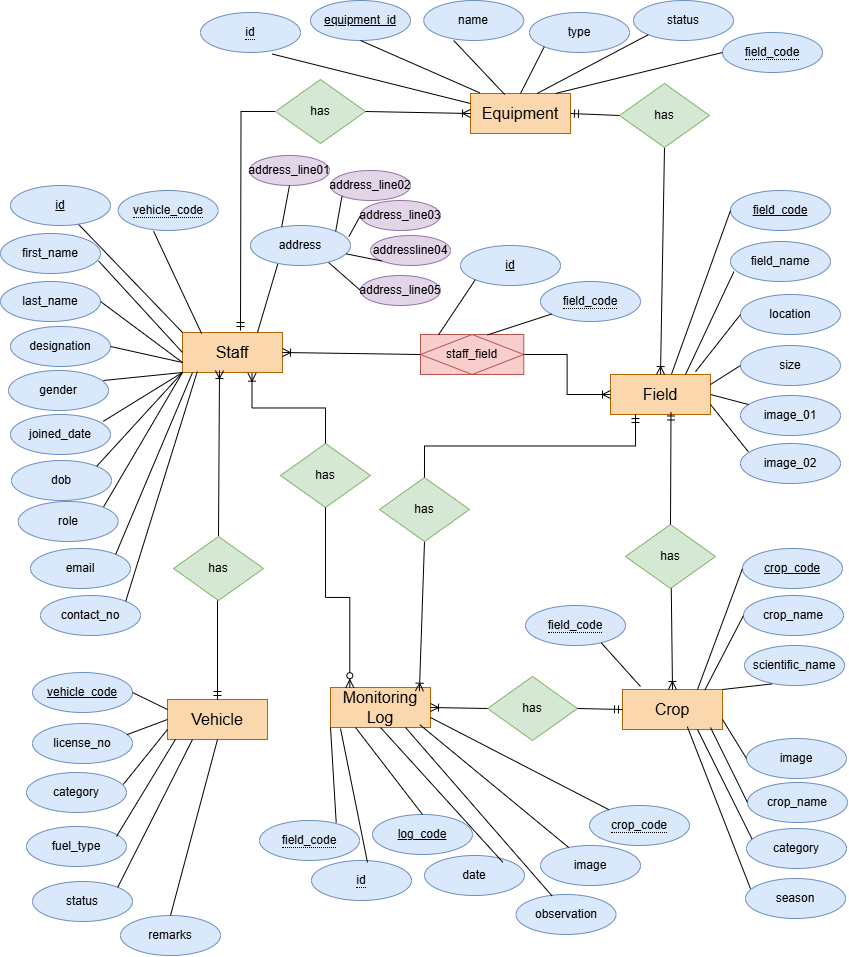 equipment_id
name
status
id
type
field_code
has
Equipment
has
address_line01
address_line02
id
vehicle_code
address_line03
field_code
first_name
address
addressline04
field_name
id
address_line05
last_name
field_code
location
designation
Staff
staff_field
size
gender
Field
image_01
joined_date
image_02
dob
has
has
role
has
email
has
crop_code
contact_no
field_code
crop_name
scientific_name
vehicle_code
Monitoring
Log
has
Crop
Vehicle
license_no
image
category
crop_name
crop_code
field_code
log_code
fuel_type
category
image
id
date
status
season
observation
remarks